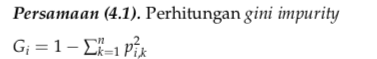 Persamaan (4.1). Perhitungan gini impurity
G_i = 1 − ∑_{k=1}^{n} p_{i,k}^2